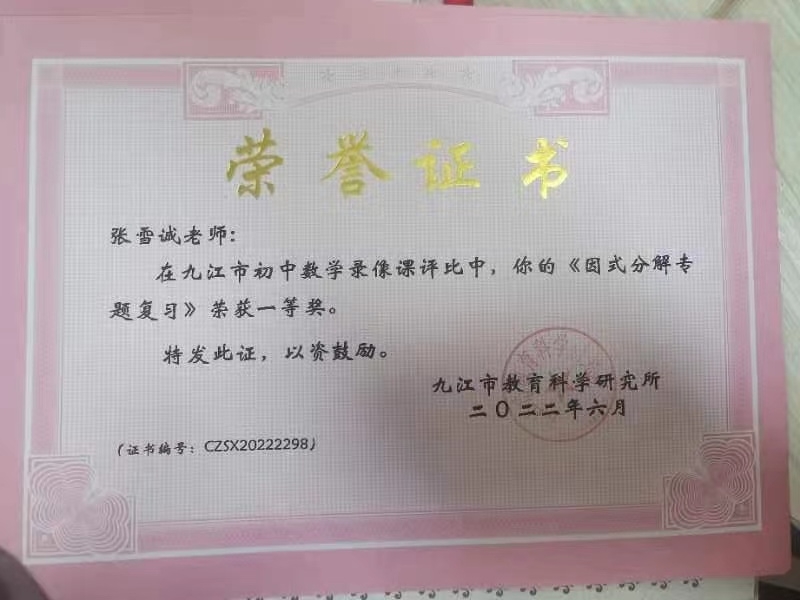 荣誉证书
张雪诚老师:
在九江市初中数学录像课评比中，你的《因式分解专
题复习》荣获一等奖。
特发此证，以资鼓励。
九江市教育科学研究所
二〇二二年六月
（证书编号：CZSX20222298）